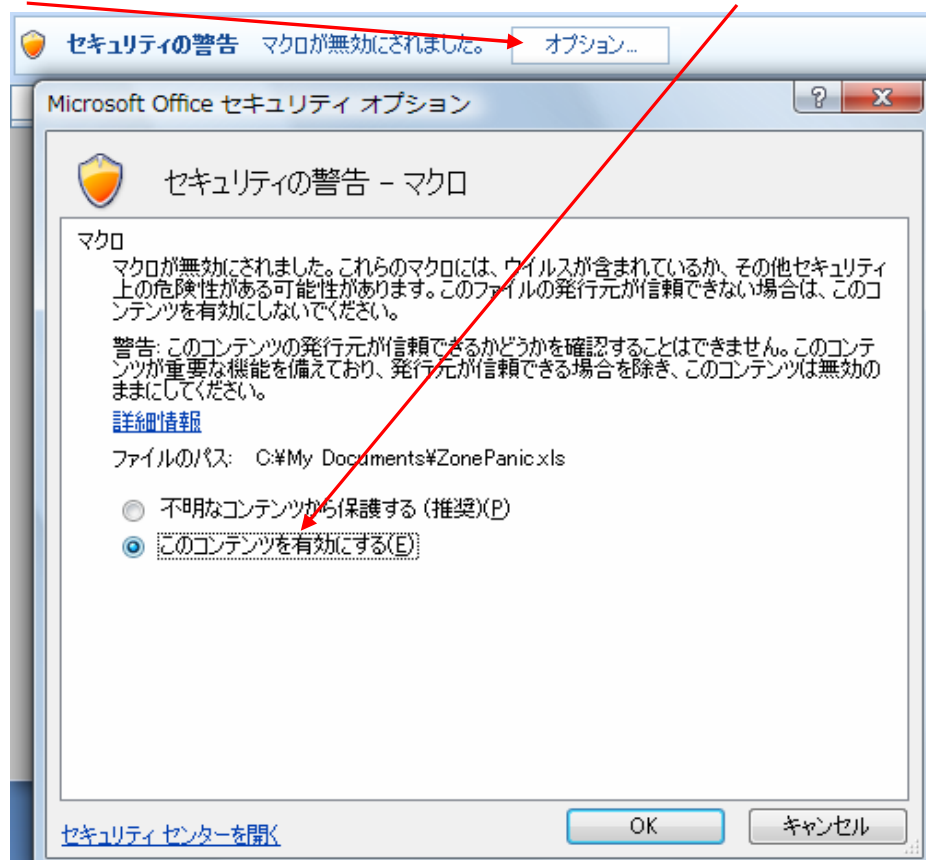 セキュリティの警告 マクロが無効にされました。 オプション...
Microsoft Office セキュリティ オプション
セキュリティの警告 - マクロ
マクロ
マクロが無効にされました。これらのマクロには、ウイルスが含まれているか、その他セキュリティ
上の危険性がある可能性があります。このファイルの発行元が信頼できない場合は、このコ
ンテンツを有効にしないでください。
警告: このコンテンツの発行元が信頼できるかどうかを確認することはできません。このコンテ
ンツが重要な機能を備えており、発行元が信頼できる場合を除き、このコンテンツは無効の
ままにしてください。
詳細情報
ファイルのパス: C:¥My Documents¥ZonePanic.xls
不明なコンテンツから保護する (推奨)(P)
このコンテンツを有効にする(E)
セキュリティ センターを開く OK キャンセル